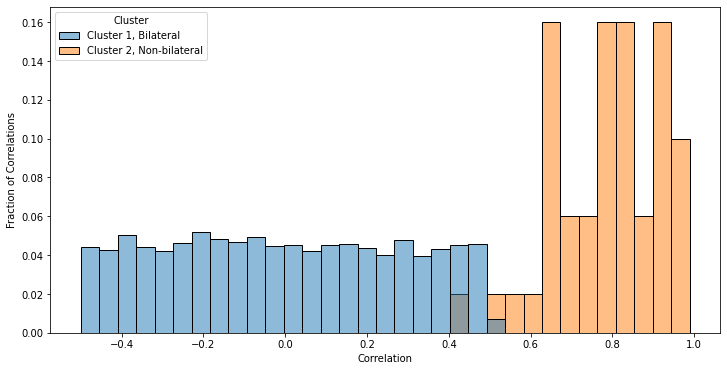 Cluster
Cluster 1, Bilateral
Cluster 2, Non-bilateral
Fraction of Correlations
0.16
0.14
0.12
0.10
0.08
0.06
0.04
0.02
0.00
−0.4 −0.2 0.0 0.2 0.4 0.6 0.8 1.0
Correlation